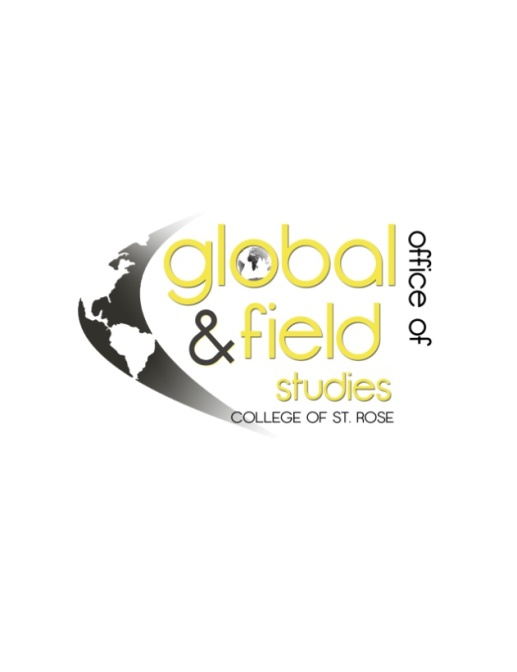 office of
global
& field
studies
COLLEGE OF ST. ROSE